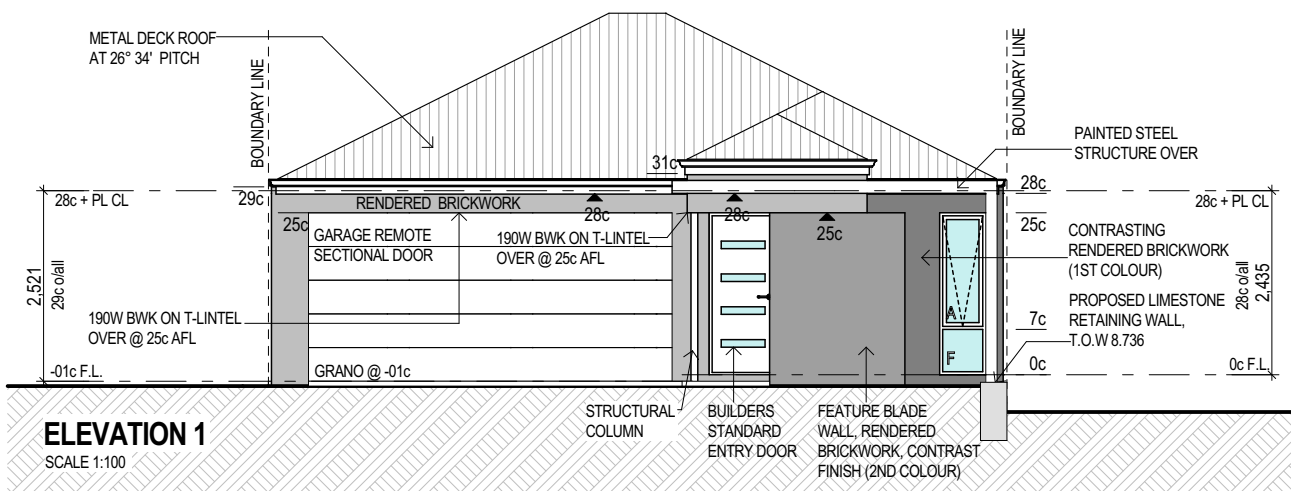 METAL DECK ROOF
AT 26° 34' PITCH
BOUNDARY LINE
BOUNDARY LINE
PAINTED STEEL
STRUCTURE OVER
31c
28c + PL CL
29c
RENDERED BRICKWORK
28c
28c
28c
28c + PL CL
25c
GARAGE REMOTE
SECTIONAL DOOR
190W BWK ON T-LINTEL
OVER @ 25c AFL
25c
25c
CONTRASTING
RENDERED BRICKWORK
(1ST COLOUR)
2,521
29c o/all
28c o/all
2,435
190W BWK ON T-LINTEL
OVER @ 25c AFL
A
7c
PROPOSED LIMESTONE
RETAINING WALL,
T.O.W 8.736
F
-01c F.L.
GRANO @ -01c
0c
0c F.L.
STRUCTURAL
COLUMN
BUILDERS
STANDARD
ENTRY DOOR
FEATURE BLADE
WALL, RENDERED
BRICKWORK, CONTRAST
FINISH (2ND COLOUR)
ELEVATION 1
SCALE 1:100